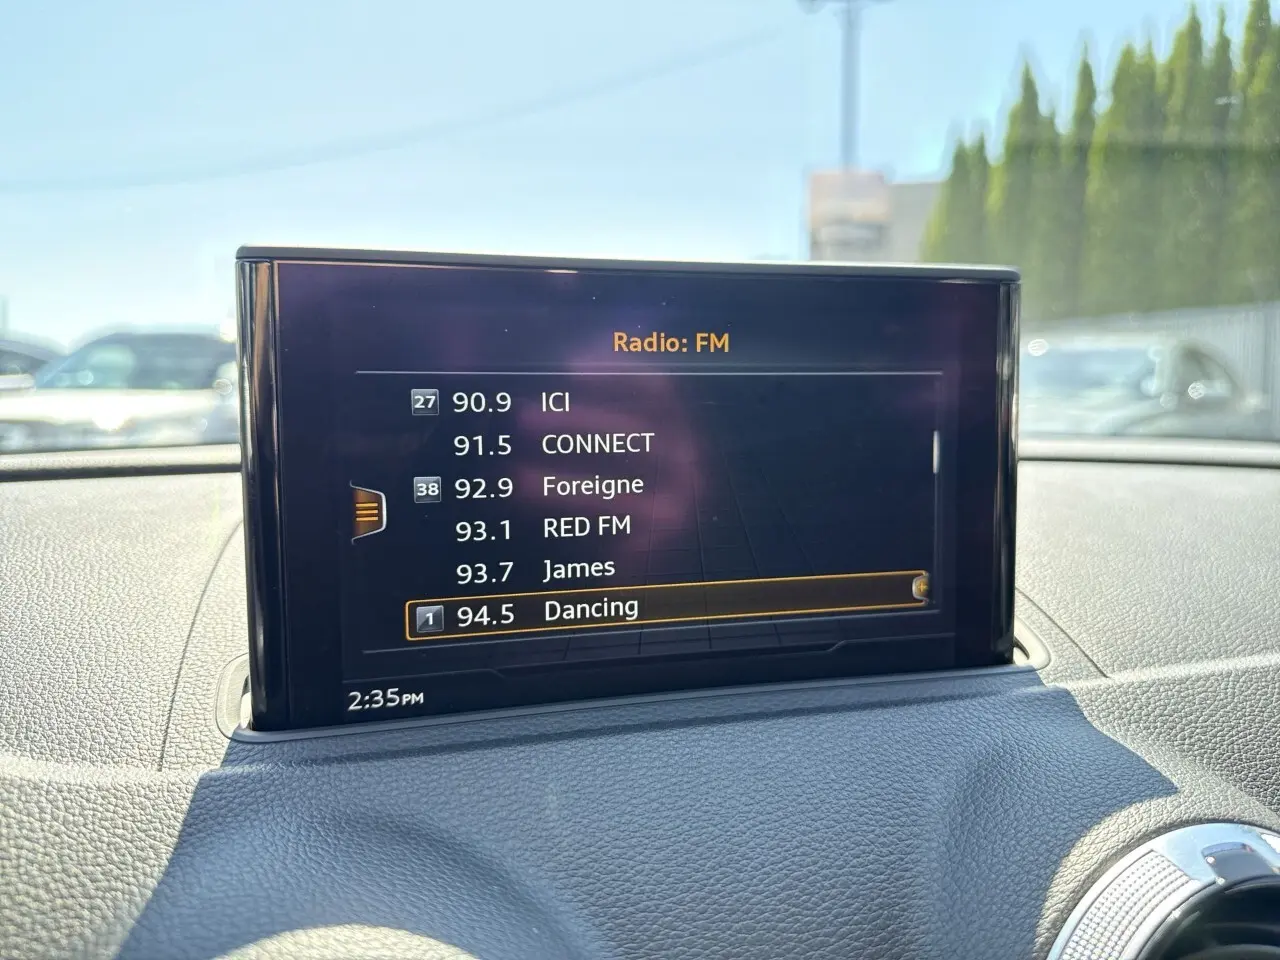 Radio: FM
27 90.9 ICI
91.5 CONNECT
38 92.9 Foreigne
93.1 RED FM
93.7 James
1 94.5 Dancing
2:35PM